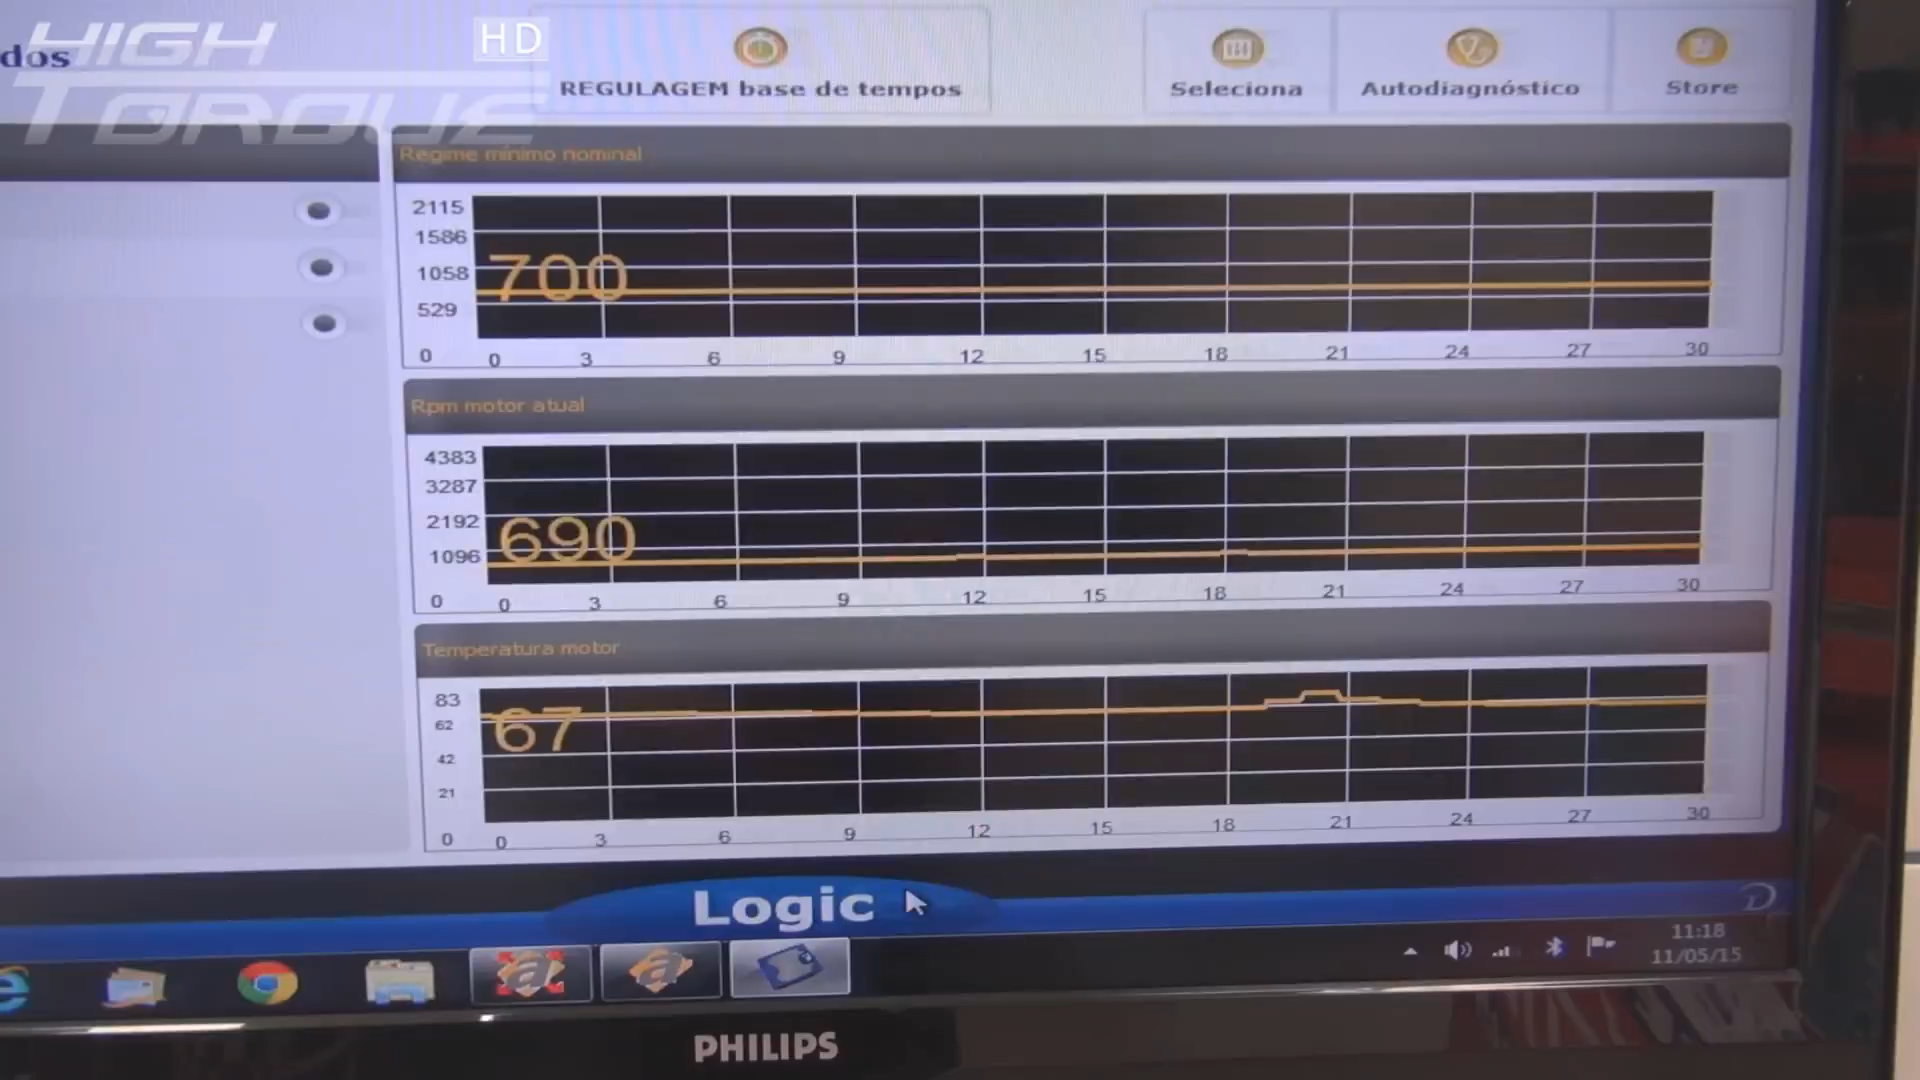 HIGH
TORQUE
HD
dos
REGULAGEM base de tempos
Seleciona
Autodiagnóstico
Store
Regime mínimo nominal
2115
1586
1058
529
0
700
0 3 6 9 12 15 18 21 24 27 30
Rpm motor atual
4383
3287
2192
1096
0
690
0 3 6 9 12 15 18 21 24 27 30
Temperatura motor
83
62
42
21
0
67
0 3 6 9 12 15 18 21 24 27 30
Logic
11:18
11/05/15
PHILIPS